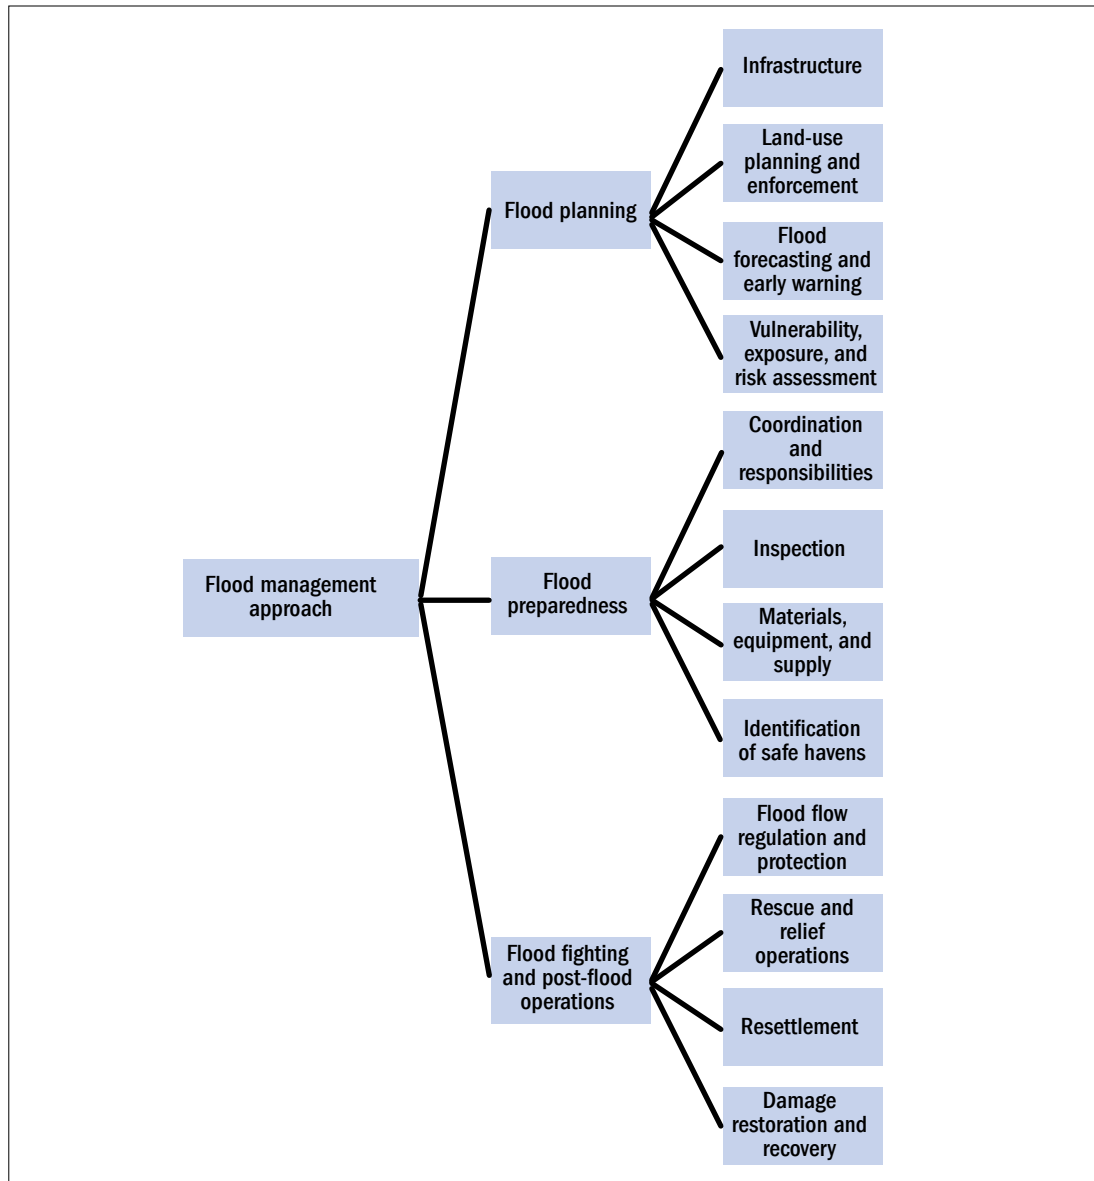 Flood management
approach
Flood planning
Infrastructure
Land-use
planning and
enforcement
Flood
forecasting and
early warning
Vulnerability,
exposure, and
risk assessment
Flood
preparedness
Coordination
and
responsibilities
Inspection
Materials,
equipment, and
supply
Identification
of safe havens
Flood fighting
and post-flood
operations
Flood flow
regulation and
protection
Rescue and
relief
operations
Resettlement
Damage
restoration and
recovery